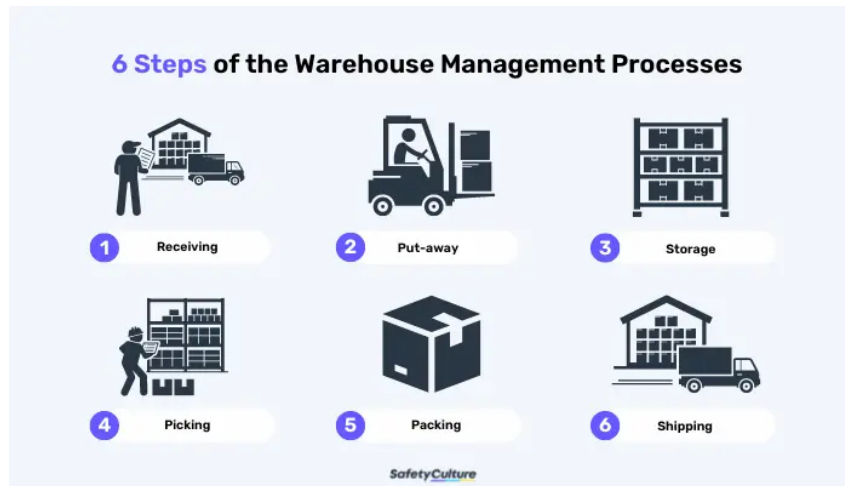 6 Steps of the Warehouse Management Processes
1 Receiving
2 Put-away
3 Storage
4 Picking
5 Packing
6 Shipping
SafetyCulture